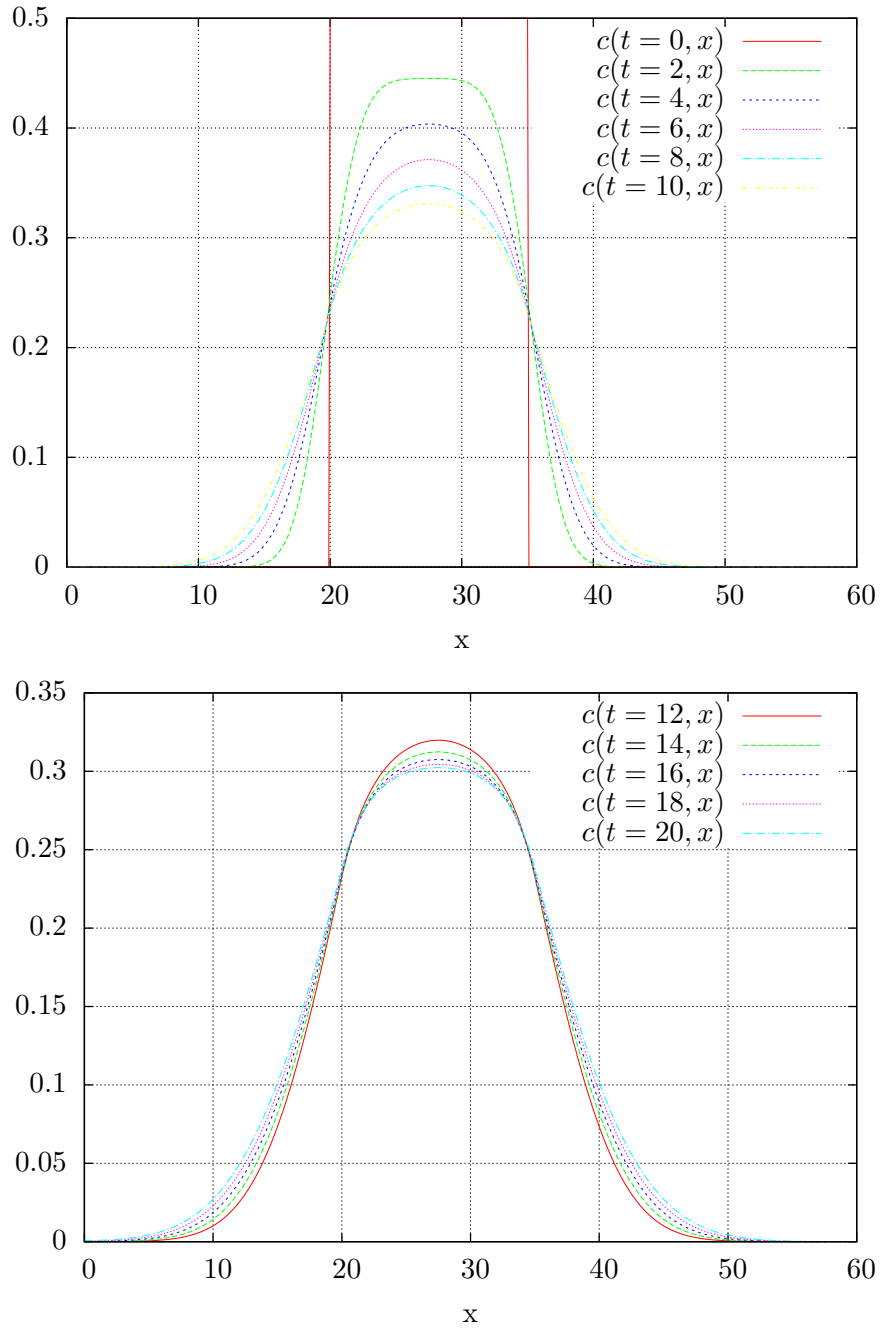 0.5
0.4
0.3
0.2
0.1
0
c(t = 0, x)
c(t = 2, x)
c(t = 4, x)
c(t = 6, x)
c(t = 8, x)
c(t = 10, x)
0 10 20 30 40 50 60
x
0.35
0.3
0.25
0.2
0.15
0.1
0.05
0
c(t = 12, x)
c(t = 14, x)
c(t = 16, x)
c(t = 18, x)
c(t = 20, x)
0 10 20 30 40 50 60
x